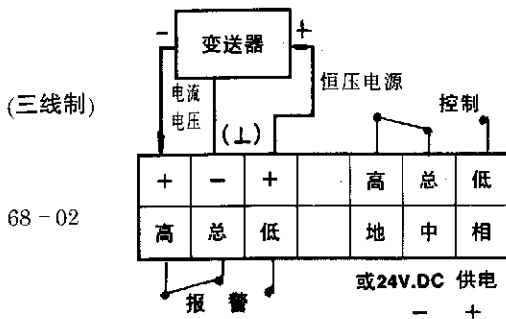 － 变送器 ＋
(三线制) 电流 恒压电源
电压 (⊥) 控制
＋ － ＋ 高 总 低
68－02 高 总 低 地 中 相
报 警 或24V.DC 供电
－ ＋